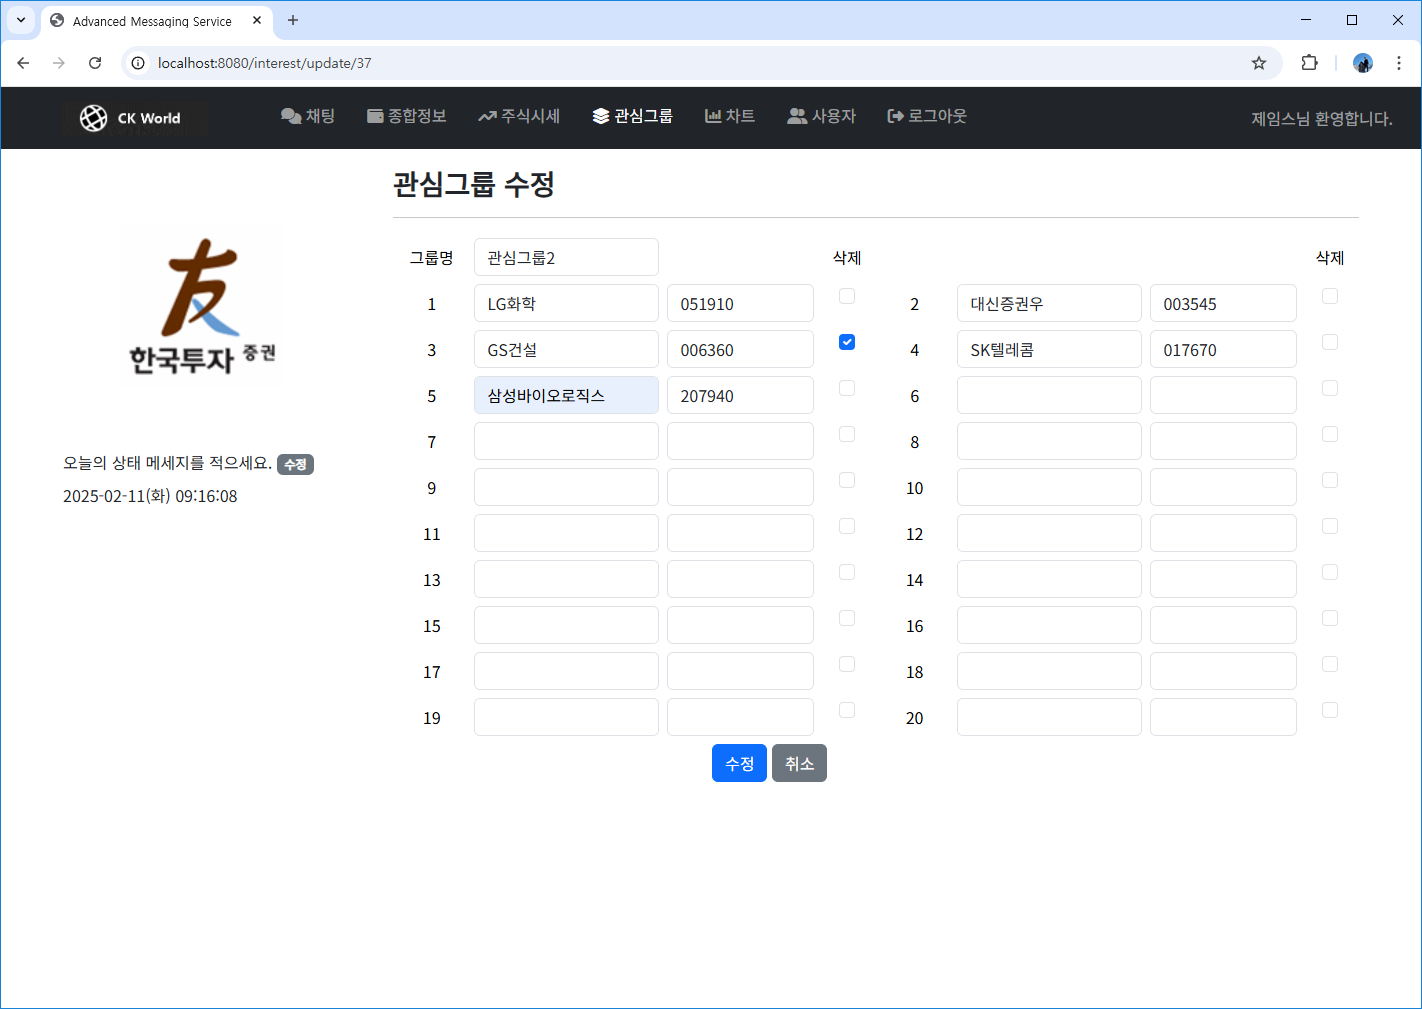 Advanced Messaging Service
localhost:8080/interest/update/37
CK World 채팅 종합정보 주식시세 관심그룹 차트 사용자 로그아웃 제임스님 환영합니다.
友
한국투자 증권
오늘의 상태 메세지를 적으세요. 수정
2025-02-11(화) 09:16:08
관심그룹 수정
그룹명 관심그룹2 삭제 삭제
1 LG화학 051910 2 대신증권우 003545
3 GS건설 006360 4 SK텔레콤 017670
5 삼성바이오로직스 207940 6
7 8
9 10
11 12
13 14
15 16
17 18
19 20
수정 취소